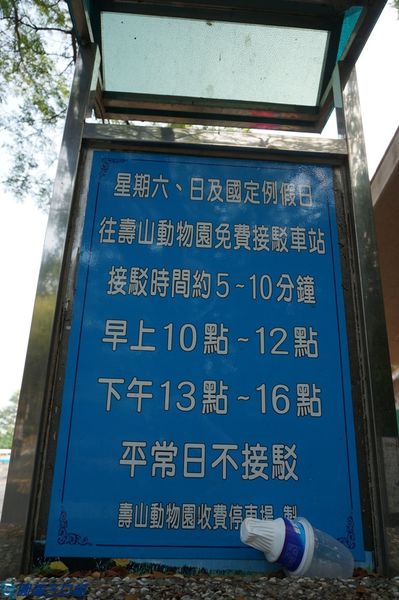 星期六、日及國定例假日
往壽山動物園免費接駁車站
接駁時間約5~10分鐘
早上10點~12點
下午13點~16點
平常日不接駁
壽山動物園收費停車場 製